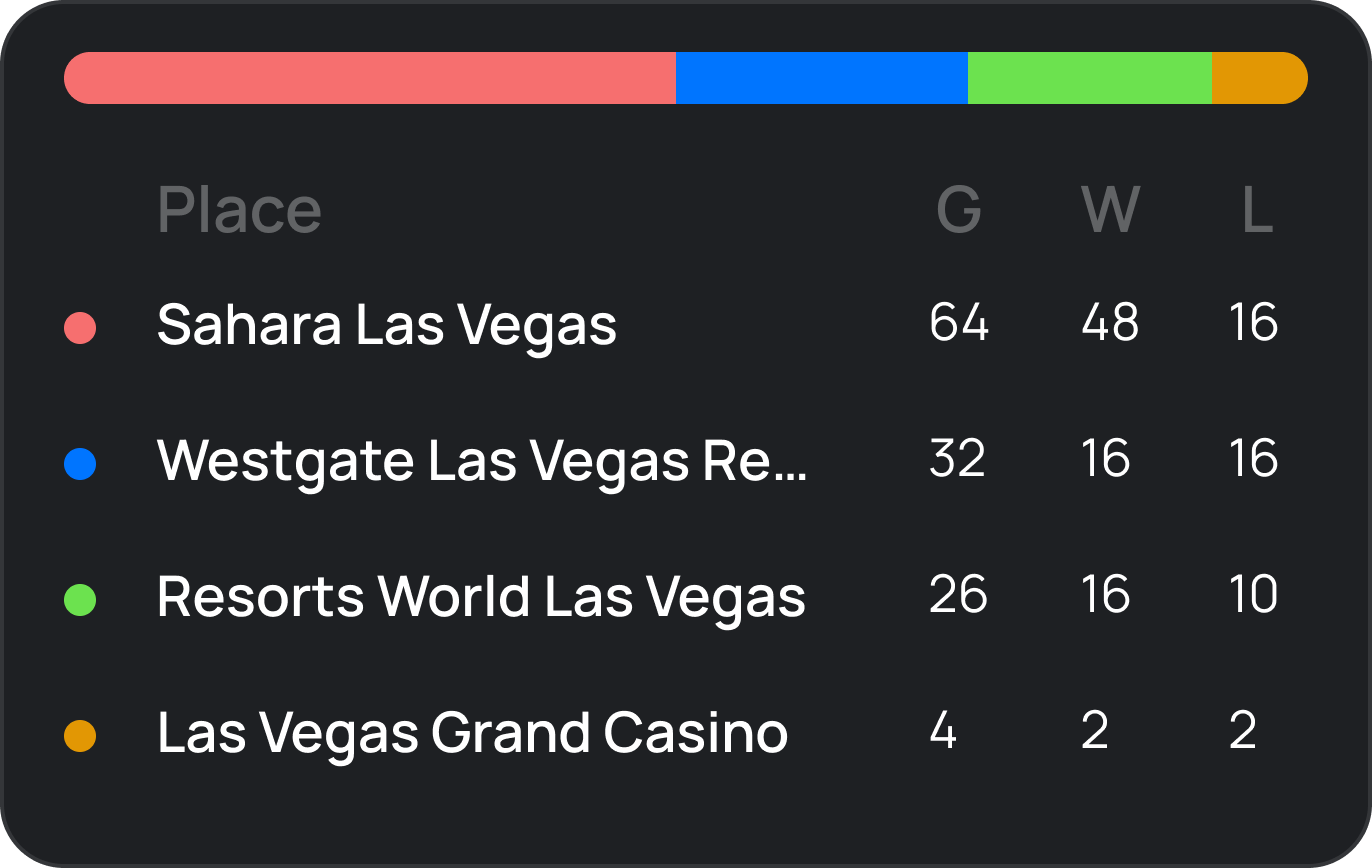 Place G W L
Sahara Las Vegas 64 48 16
Westgate Las Vegas Re... 32 16 16
Resorts World Las Vegas 26 16 10
Las Vegas Grand Casino 4 2 2